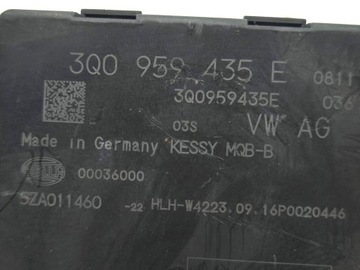 3Q0 959 435 E 0811
3Q0959435E 036
03S VW AG
Made in Germany KESSY MQB-B
00036000
5ZA011460 -22 HLH-W4223.09.16P0020446